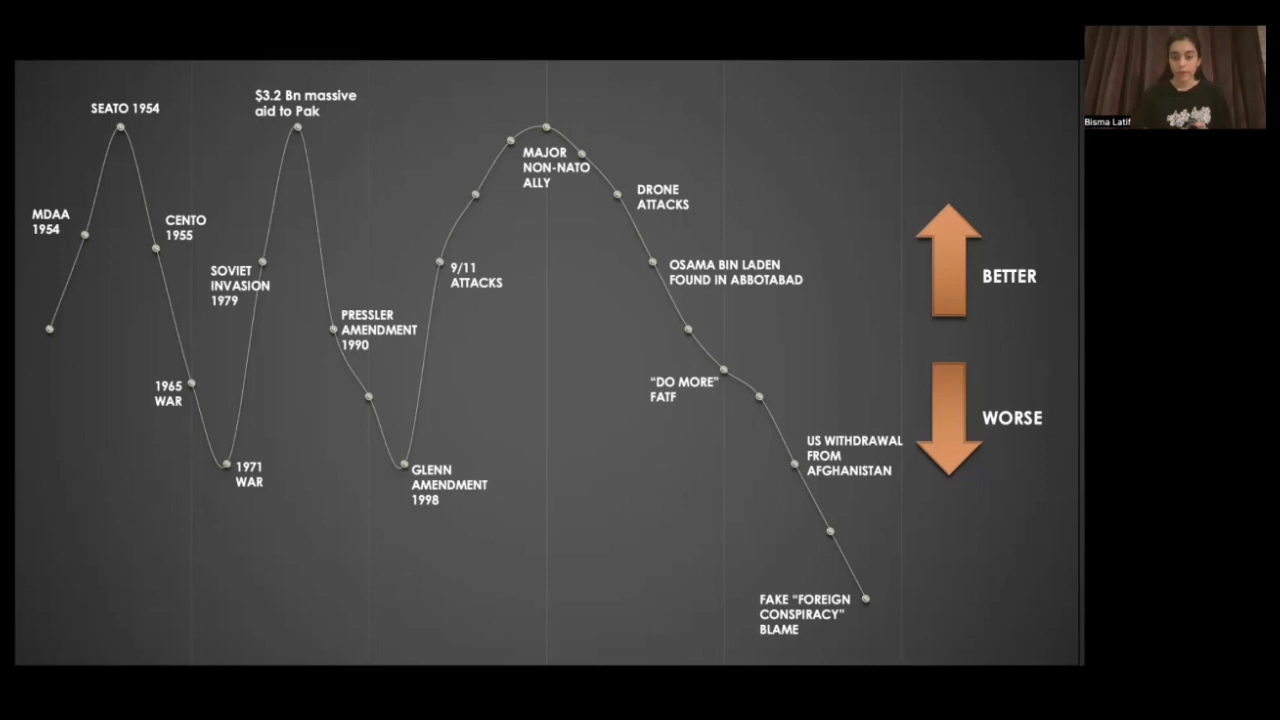 SEATO 1954
$3.2 Bn massive
aid to Pak
MDAA
1954
CENTO
1955
SOVIET
INVASION
1979
1965
WAR
1971
WAR
PRESSLER
AMENDMENT
1990
GLENN
AMENDMENT
1998
9/11
ATTACKS
MAJOR
NON-NATO
ALLY
DRONE
ATTACKS
OSAMA BIN LADEN
FOUND IN ABBOTABAD
"DO MORE"
FATF
US WITHDRAWAL
FROM
AFGHANISTAN
FAKE "FOREIGN
CONSPIRACY"
BLAME
BETTER
WORSE
Bisma Latif